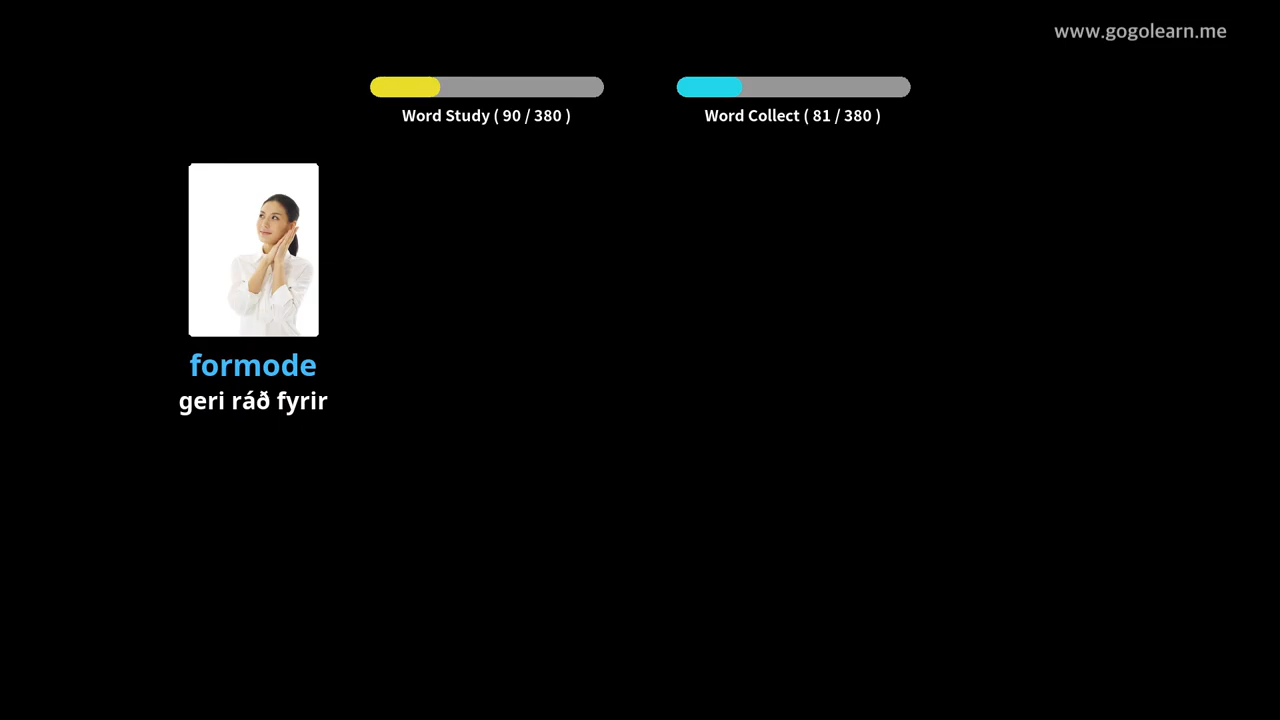 www.gogolearn.me
Word Study ( 90 / 380 )
Word Collect ( 81 / 380 )
formode
geri ráð fyrir